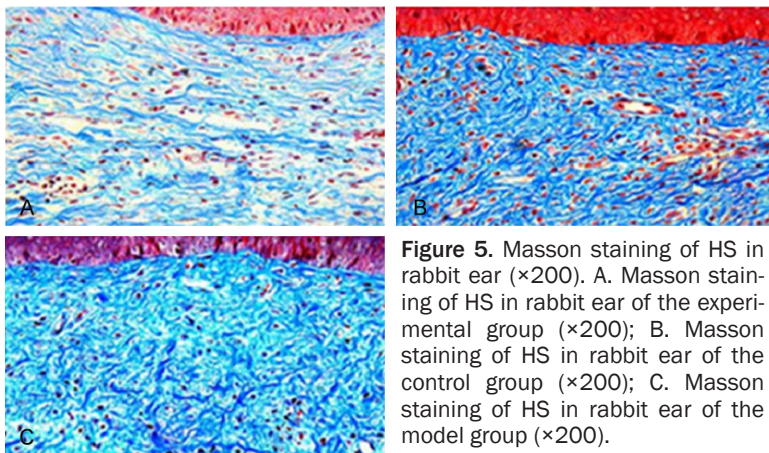 A
B
C
Figure 5. Masson staining of HS in
rabbit ear (×200). A. Masson stain-
ing of HS in rabbit ear of the experi-
mental group (×200); B. Masson
staining of HS in rabbit ear of the
control group (×200); C. Masson
staining of HS in rabbit ear of the
model group (×200).